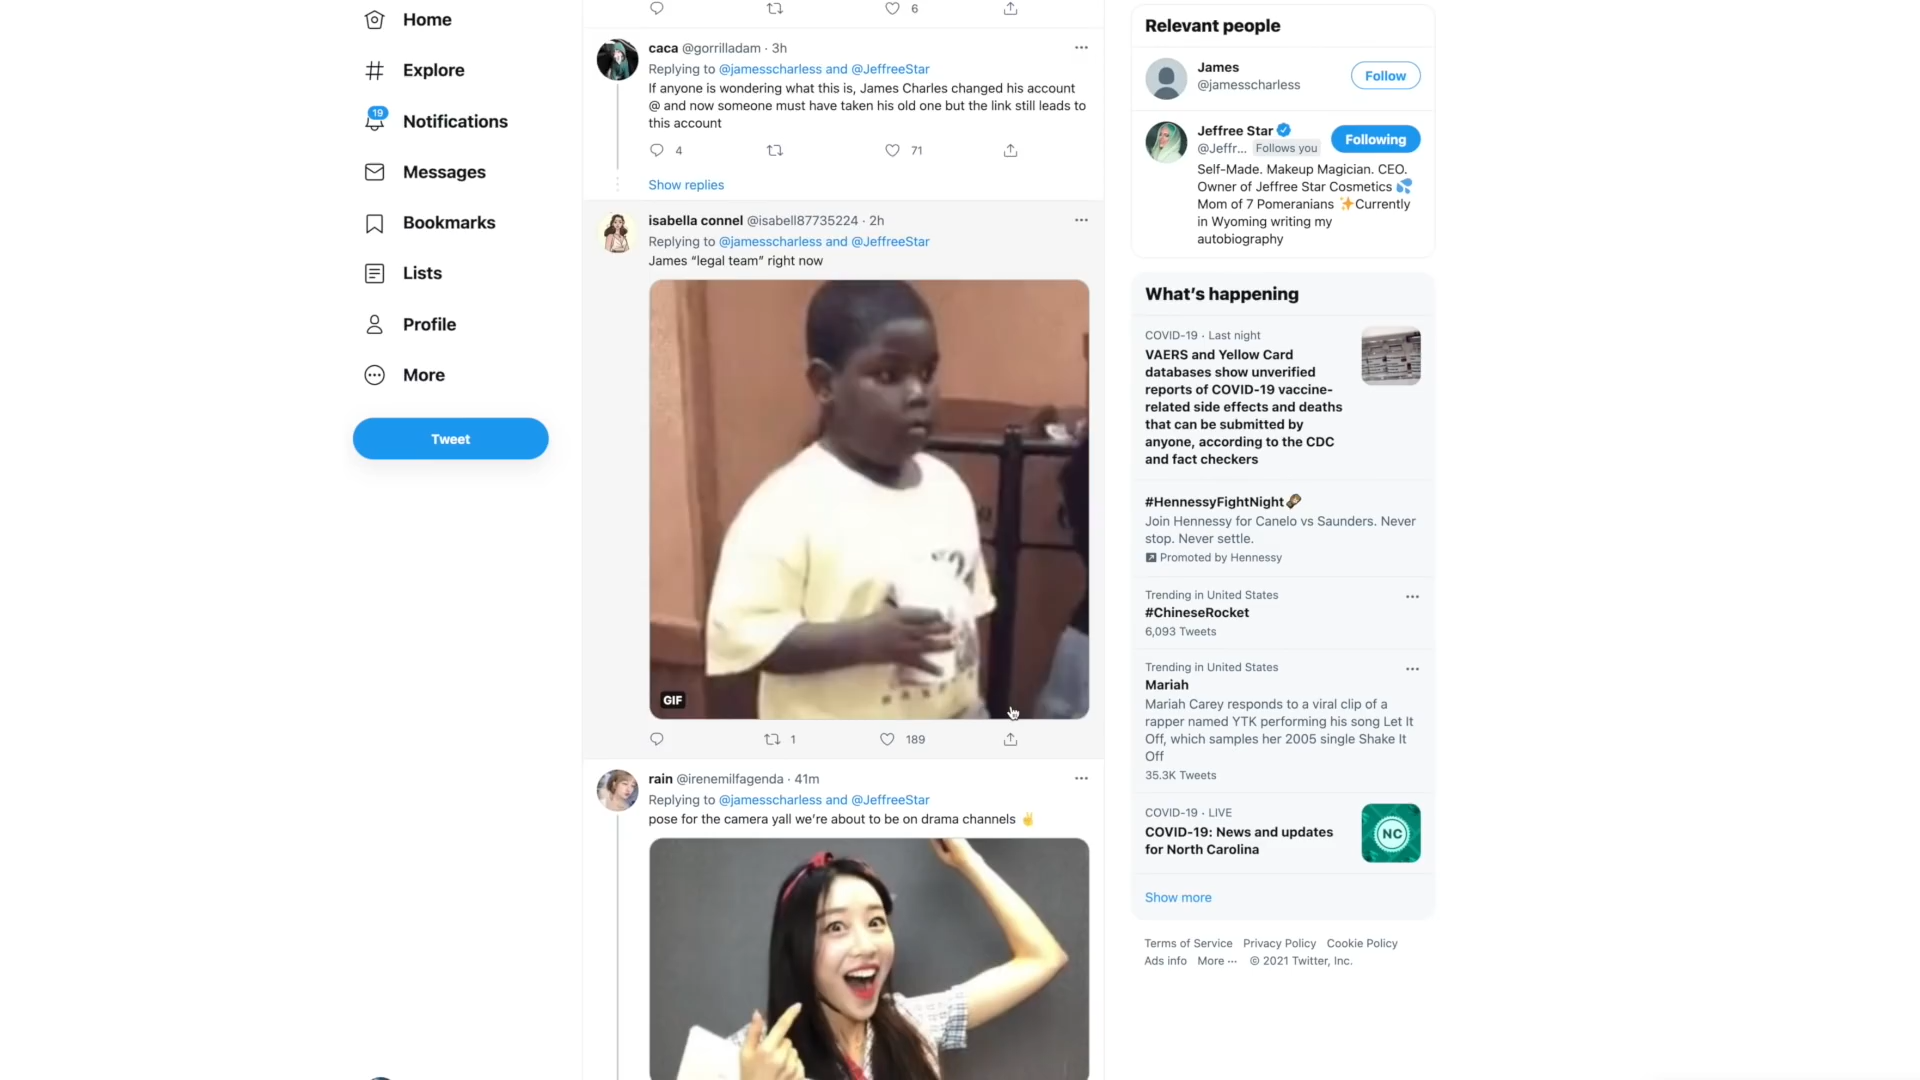 Home
Explore
19
Notifications
Messages
Bookmarks
Lists
Profile
More
Tweet
6
caca @gorrilladam · 3h
Replying to @jamesscharless and @JeffreeStar
If anyone is wondering what this is, James Charles changed his account
@ and now someone must have taken his old one but the link still leads to
this account
4
71
Show replies
isabella connel @isabell87735224 · 2h
Replying to @jamesscharless and @JeffreeStar
James “legal team” right now
GIF
1
189
rain @irenemilfagenda · 41m
Replying to @jamesscharless and @JeffreeStar
pose for the camera yall we’re about to be on drama channels ✌️
Relevant people
James
@jamesscharless
Follow
Jeffree Star
@Jeffr... Follows you
Following
Self-Made. Makeup Magician. CEO.
Owner of Jeffree Star Cosmetics 💦
Mom of 7 Pomeranians ✨Currently
in Wyoming writing my
autobiography
What’s happening
COVID-19 · Last night
VAERS and Yellow Card
databases show unverified
reports of COVID-19 vaccine-
related side effects and deaths
that can be submitted by
anyone, according to the CDC
and fact checkers
#HennessyFightNight
Join Hennessy for Canelo vs Saunders. Never
stop. Never settle.
Promoted by Hennessy
Trending in United States
#ChineseRocket
6,093 Tweets
Trending in United States
Mariah
Mariah Carey responds to a viral clip of a
rapper named YTK performing his song Let It
Off, which samples her 2005 single Shake It
Off
35.3K Tweets
COVID-19 · LIVE
COVID-19: News and updates
for North Carolina
NC
Show more
Terms of Service Privacy Policy Cookie Policy
Ads info More ··· © 2021 Twitter, Inc.